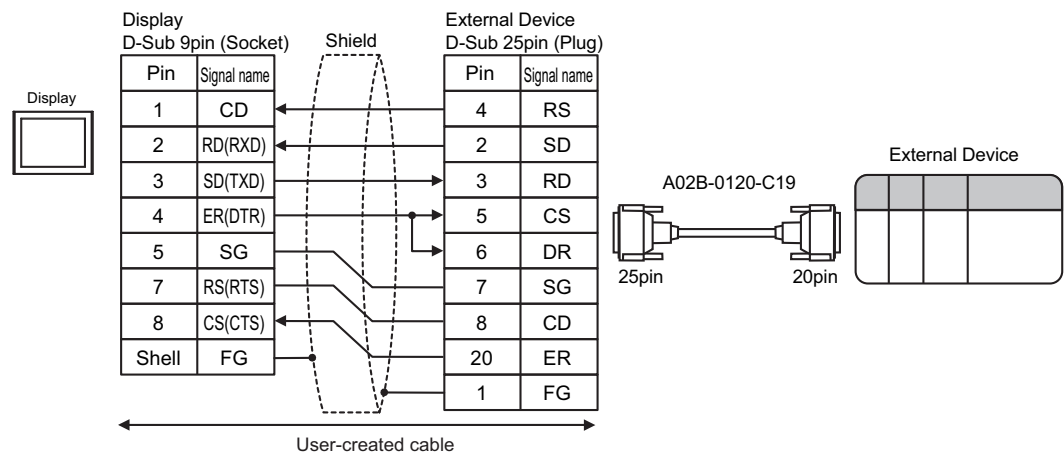 Display
D-Sub 9pin (Socket)
Shield
External Device
D-Sub 25pin (Plug)
Pin Signal name Pin Signal name
1 CD 4 RS
2 RD(RXD) 2 SD
3 SD(TXD) 3 RD
4 ER(DTR) 5 CS
5 SG 6 DR
7 RS(RTS) 7 SG
8 CS(CTS) 8 CD
Shell FG 20 ER
1 FG
User-created cable
Display
A02B-0120-C19
25pin 20pin
External Device